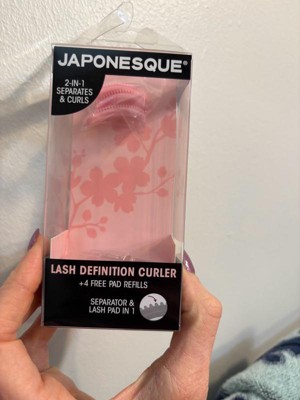 JAPONESQUE®
2-IN-1
SEPARATES
& CURLS
LASH DEFINITION CURLER
+4 FREE PAD REFILLS
SEPARATOR &
LASH PAD IN 1